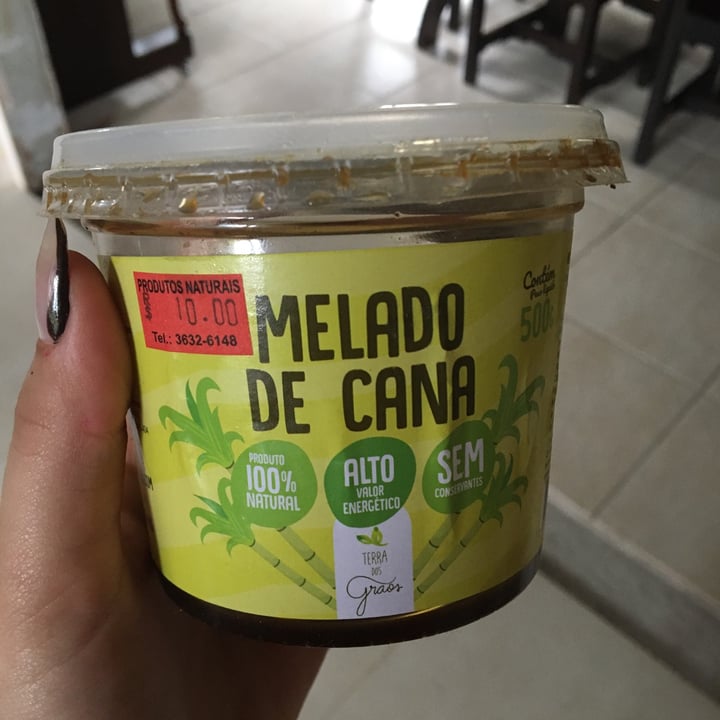 PRODUTOS NATURAIS
R$ 10.00
Tel.: 3632-6148
MELADO
DE CANA
Contém
500
PRODUTO
100%
NATURAL
ALTO
VALOR
ENERGÉTICO
SEM
CONSERVANTES
TERRA
DOS
Graõs